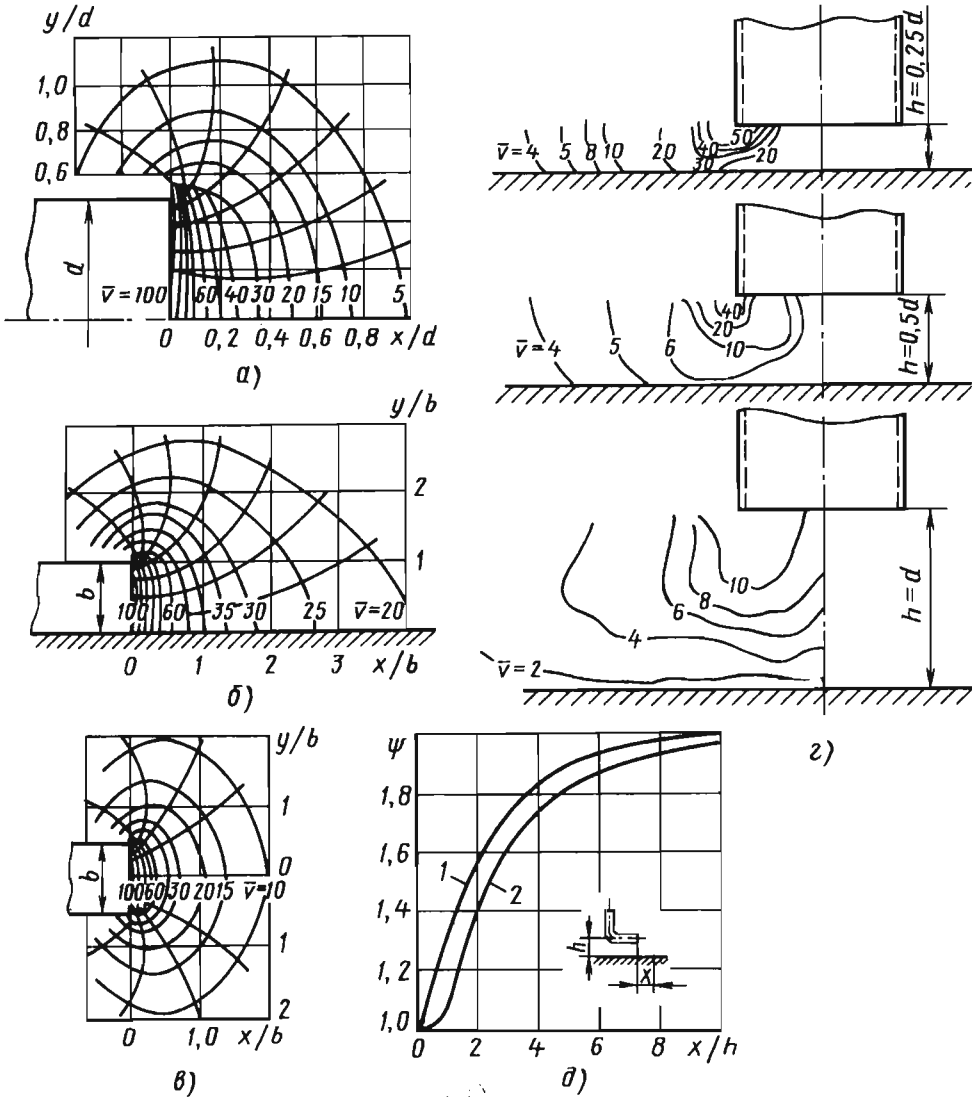 y/d
1,0
0,8
0,6
d
v̄=100 60 40 30 20 15 10 5
0 0,2 0,4 0,6 0,8 x/d
а)
y/b
2
1
b
100 60 35 30 25 v̄=20
0 1 x/b 2 3
б)
y/b
1
0
b
100 60 30 20 15 v̄=10
1
2
0 1,0 x/b
в)
h=0,25d
v̄=4 5 8 10 20 30 40 50 20
h=0,5d
v̄=4 5 6 10 20 40
h=d
10
8
6
4
v̄=2
г)
ψ
1,8
1,6
1,4
1,2
1,0
1
2
h
x
0 2 4 6 8 x/h
д)